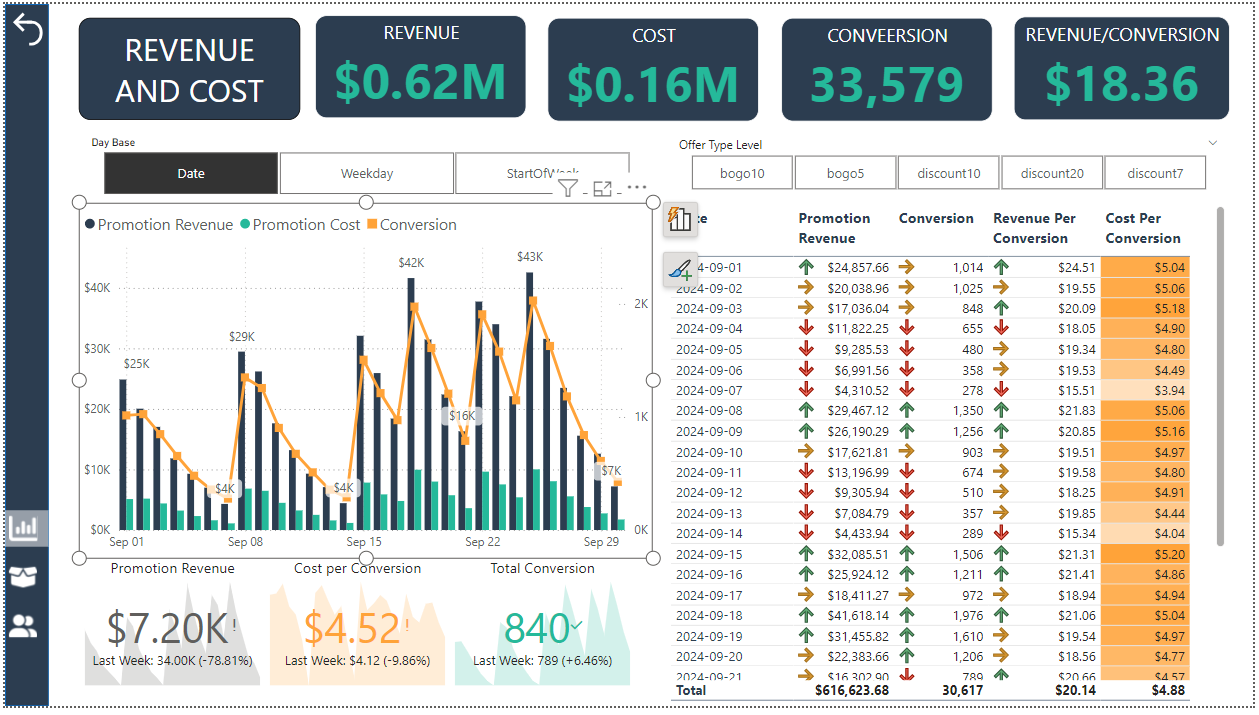 REVENUE
AND COST
REVENUE
$0.62M
COST
$0.16M
CONVEERSION
33,579
REVENUE/CONVERSION
$18.36
Day Base
Date
Weekday
Offer Type Level
bogo10
bogo5
discount10
discount20
discount7
Promotion Revenue Promotion Cost Conversion
$42K
$43K
$29K
$25K
$16K
$7K
$4K
$4K
$40K
$30K
$20K
$10K
$0K
2K
1K
0K
Sep 01 Sep 08 Sep 15 Sep 22 Sep 29
Promotion Revenue
$7.20K!
Last Week: 34.00K (-78.81%)
Cost per Conversion
$4.52!
Last Week: $4.12 (-9.86%)
Total Conversion
840
Last Week: 789 (+6.46%)
Promotion Revenue Conversion Revenue Per Conversion Cost Per Conversion
2024-09-01 $24,857.66 1,014 $24.51 $5.04
2024-09-02 $20,038.96 1,025 $19.55 $5.06
2024-09-03 $17,036.04 848 $20.09 $5.18
2024-09-04 $11,822.25 655 $18.05 $4.90
2024-09-05 $9,285.53 480 $19.34 $4.80
2024-09-06 $6,991.56 358 $19.53 $4.49
2024-09-07 $4,310.52 278 $15.51 $3.94
2024-09-08 $29,467.12 1,350 $21.83 $5.06
2024-09-09 $26,190.29 1,256 $20.85 $5.16
2024-09-10 $17,621.81 903 $19.51 $4.97
2024-09-11 $13,196.99 674 $19.58 $4.80
2024-09-12 $9,305.94 510 $18.25 $4.91
2024-09-13 $7,084.79 357 $19.85 $4.44
2024-09-14 $4,433.94 289 $15.34 $4.04
2024-09-15 $32,085.51 1,506 $21.31 $5.20
2024-09-16 $25,924.12 1,211 $21.41 $4.86
2024-09-17 $18,411.27 972 $18.94 $4.94
2024-09-18 $41,618.14 1,976 $21.06 $5.04
2024-09-19 $31,455.82 1,610 $19.54 $4.97
2024-09-20 $22,383.66 1,206 $18.56 $4.77
2024-09-21 $16,302.90 789 $20.66 $4.57
Total $616,623.68 30,617 $20.14 $4.88